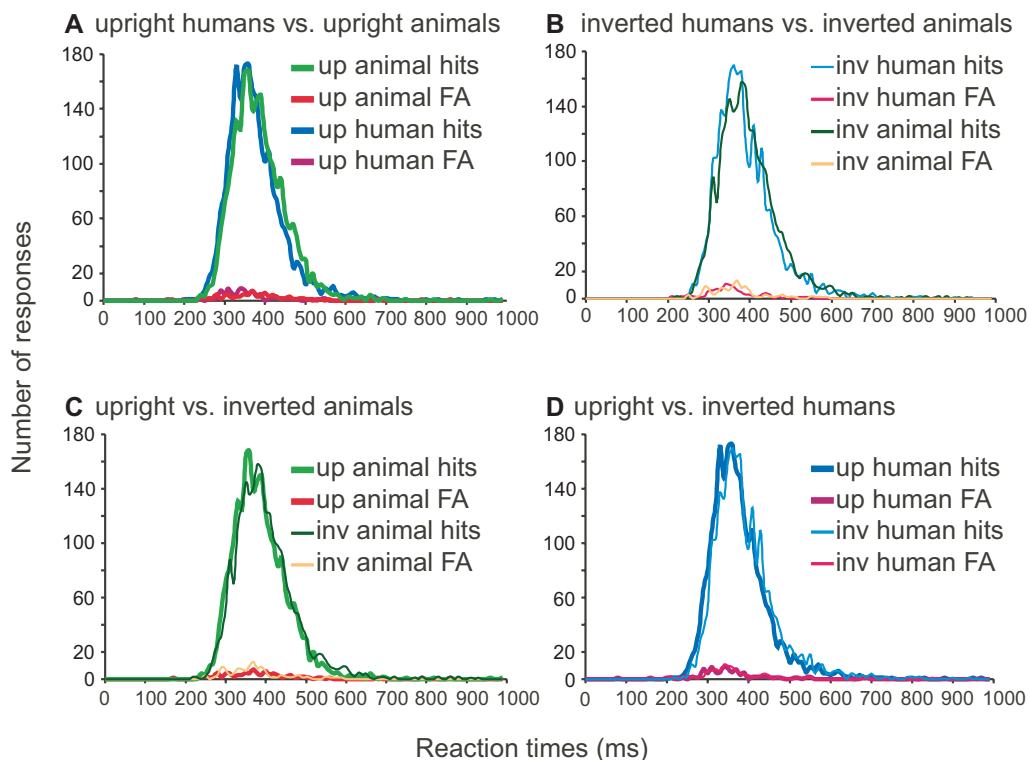 A upright humans vs. upright animals
180
140
100
60
20
0
up animal hits
up animal FA
up human hits
up human FA
0 100 200 300 400 500 600 700 800 900 1000
B inverted humans vs. inverted animals
180
140
100
60
20
0
inv human hits
inv human FA
inv animal hits
inv animal FA
0 100 200 300 400 500 600 700 800 900 1000
Number of responses
C upright vs. inverted animals
180
140
100
60
20
0
up animal hits
up animal FA
inv animal hits
inv animal FA
0 100 200 300 400 500 600 700 800 900 1000
D upright vs. inverted humans
180
140
100
60
20
0
up human hits
up human FA
inv human hits
inv human FA
0 100 200 300 400 500 600 700 800 900 1000
Reaction times (ms)